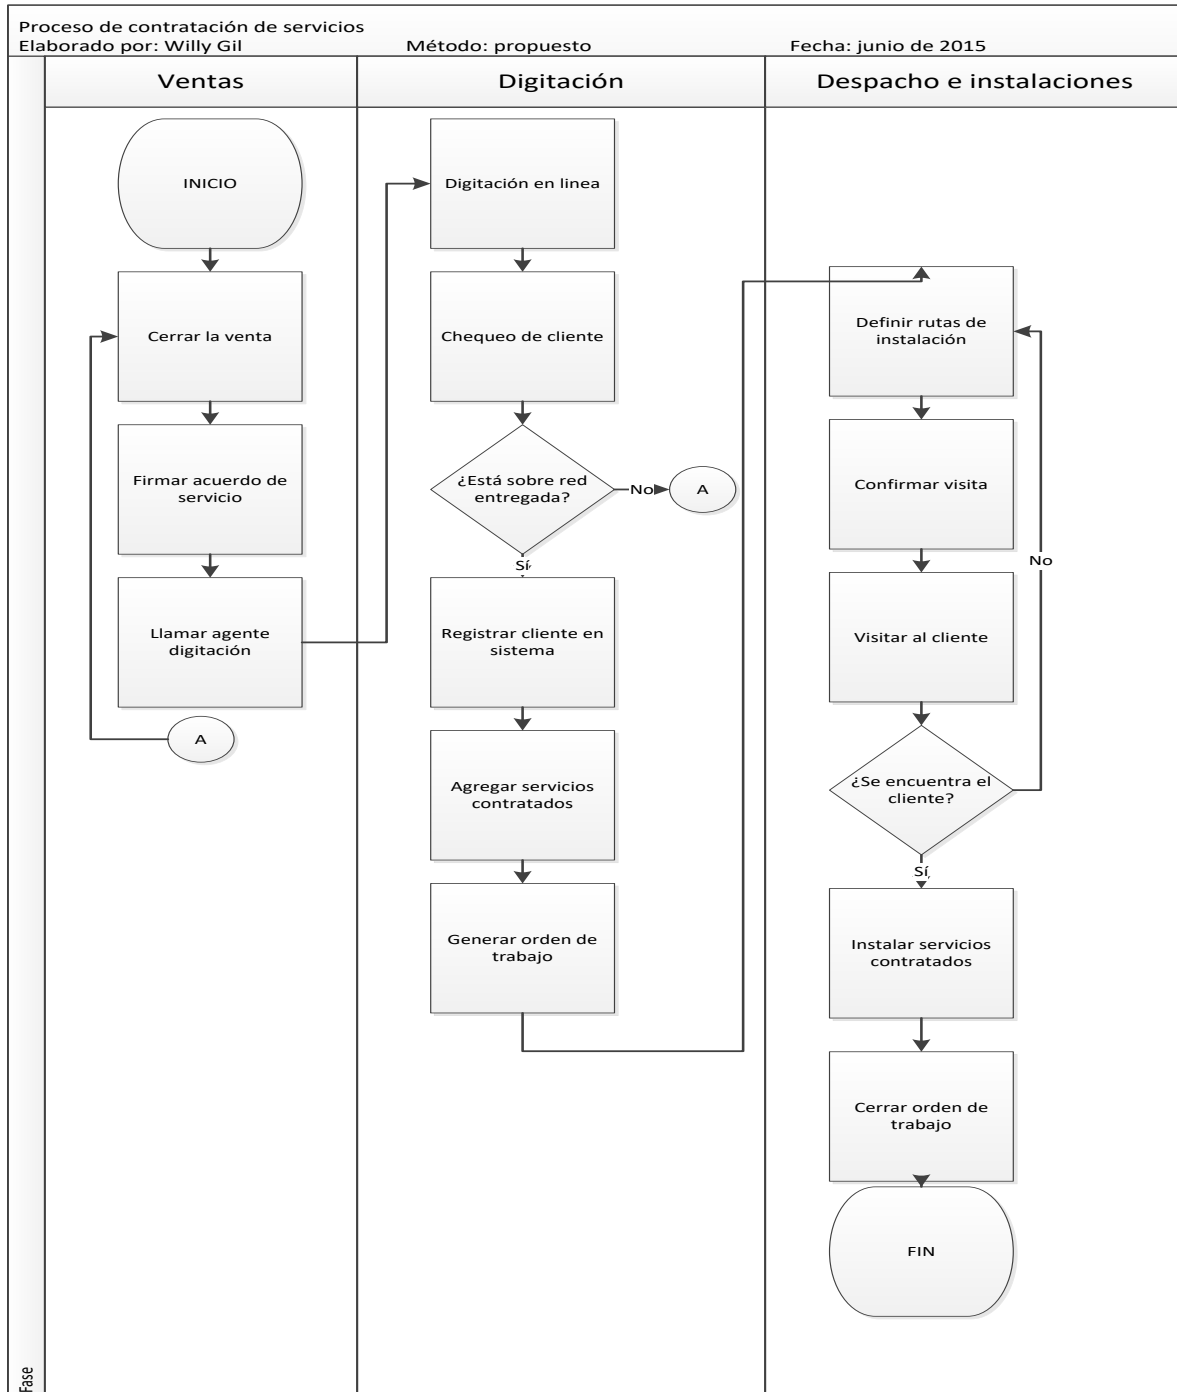 Proceso de contratación de servicios
Elaborado por: Willy Gil Método: propuesto Fecha: junio de 2015
Ventas
Digitación
Despacho e instalaciones
INICIO
Cerrar la venta
Firmar acuerdo de
servicio
Llamar agente
digitación
A
Digitación en linea
Chequeo de cliente
¿Está sobre red
entregada?
No
A
Sí
Registrar cliente en
sistema
Agregar servicios
contratados
Generar orden de
trabajo
Definir rutas de
instalación
Confirmar visita
Visitar al cliente
No
¿Se encuentra el
cliente?
Sí
Instalar servicios
contratados
Cerrar orden de
trabajo
FIN
Fase